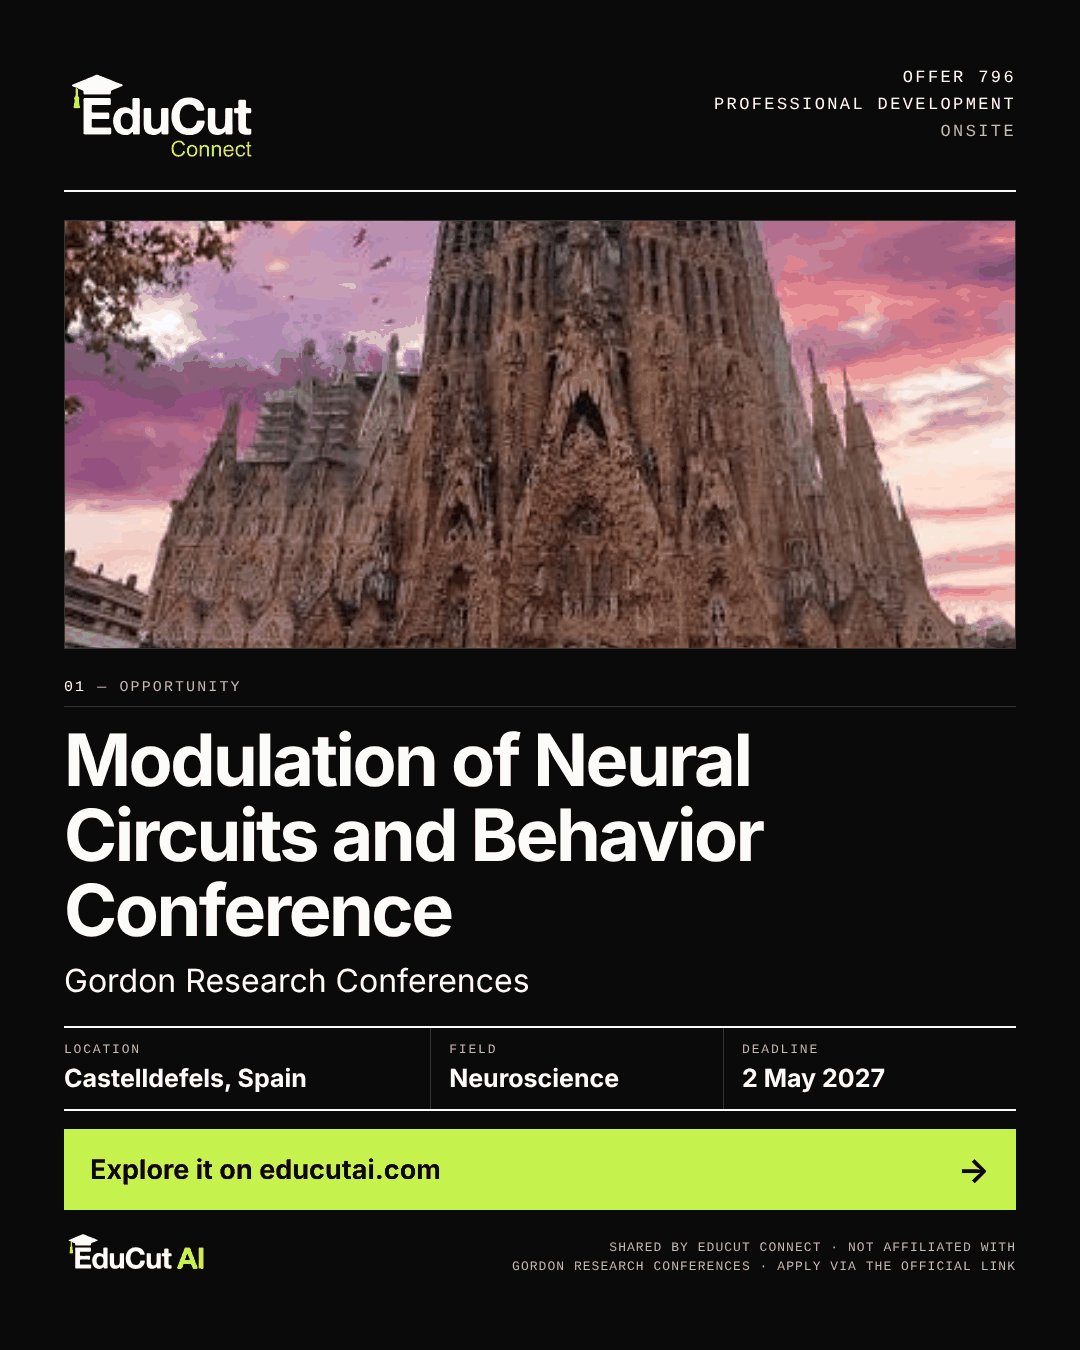 EduCut
Connect
OFFER 796
PROFESSIONAL DEVELOPMENT
ONSITE
01 — OPPORTUNITY
Modulation of Neural
Circuits and Behavior
Conference
Gordon Research Conferences
LOCATION
Castelldefels, Spain
FIELD
Neuroscience
DEADLINE
2 May 2027
Explore it on educutai.com →
EduCut AI
SHARED BY EDUCUT CONNECT · NOT AFFILIATED WITH
GORDON RESEARCH CONFERENCES · APPLY VIA THE OFFICIAL LINK